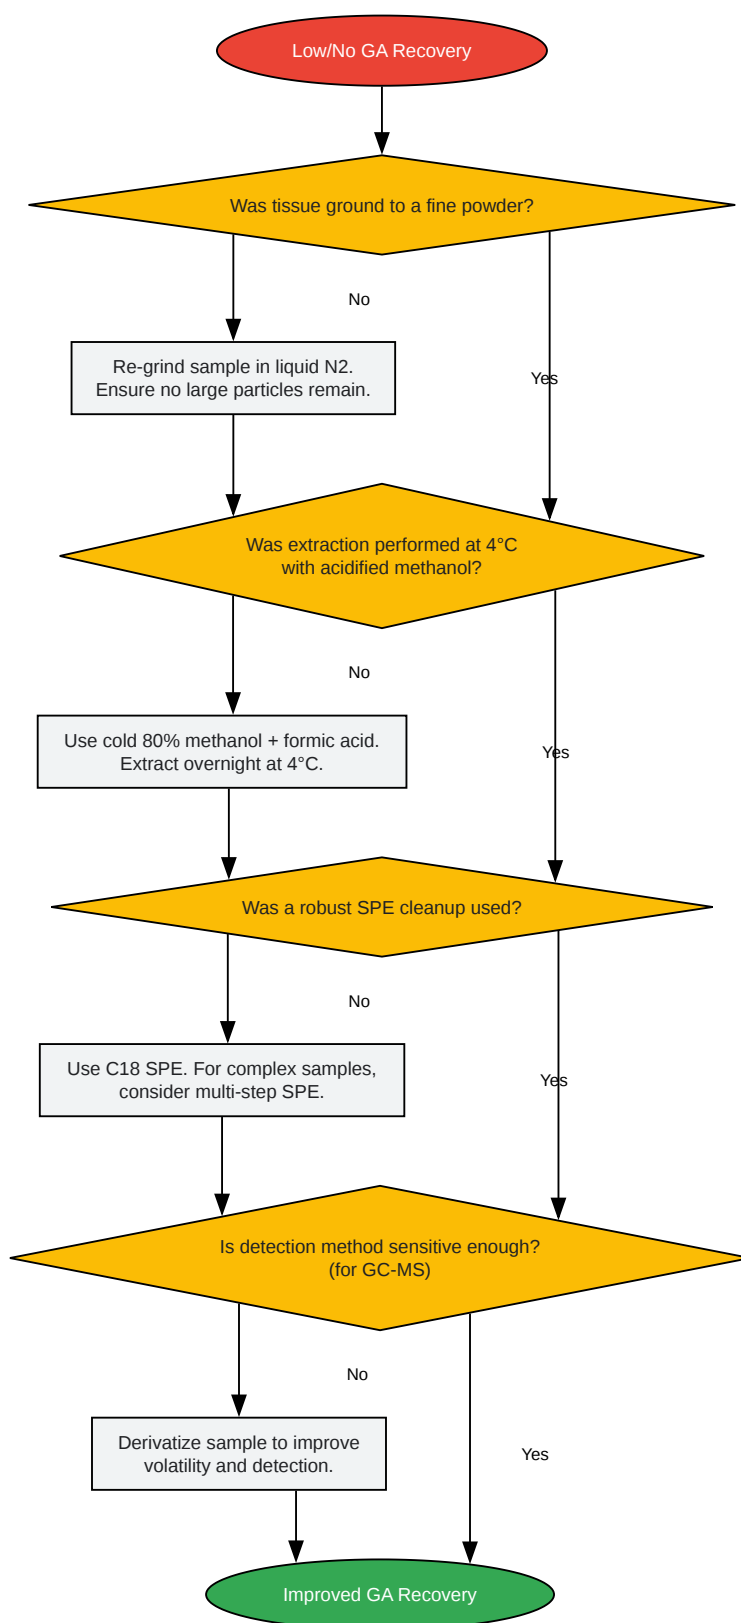 Low/No GA Recovery
Was tissue ground to a fine powder?
No
Re-grind sample in liquid N2.
Ensure no large particles remain.
Yes
Was extraction performed at 4°C
with acidified methanol?
No
Use cold 80% methanol + formic acid.
Extract overnight at 4°C.
Yes
Was a robust SPE cleanup used?
No
Use C18 SPE. For complex samples,
consider multi-step SPE.
Yes
Is detection method sensitive enough?
(for GC-MS)
No
Derivatize sample to improve
volatility and detection.
Yes
Improved GA Recovery